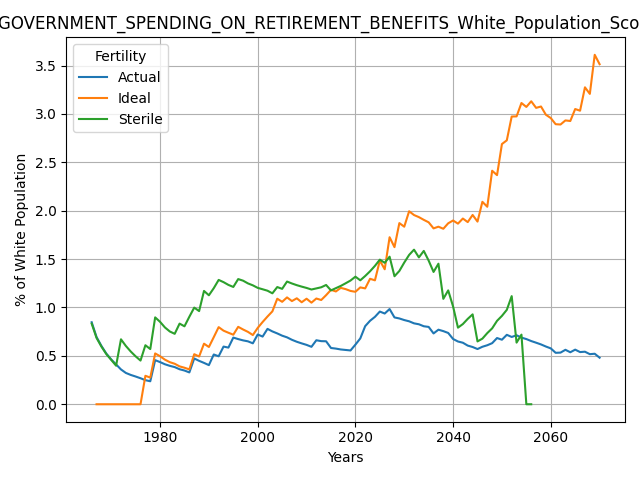 GOVERNMENT_SPENDING_ON_RETIREMENT_BENEFITS_White_Population_Sco
Fertility
Actual
Ideal
Sterile
3.5
3.0
2.5
2.0
1.5
1.0
0.5
0.0
% of White Population
1980 2000 2020 2040 2060
Years